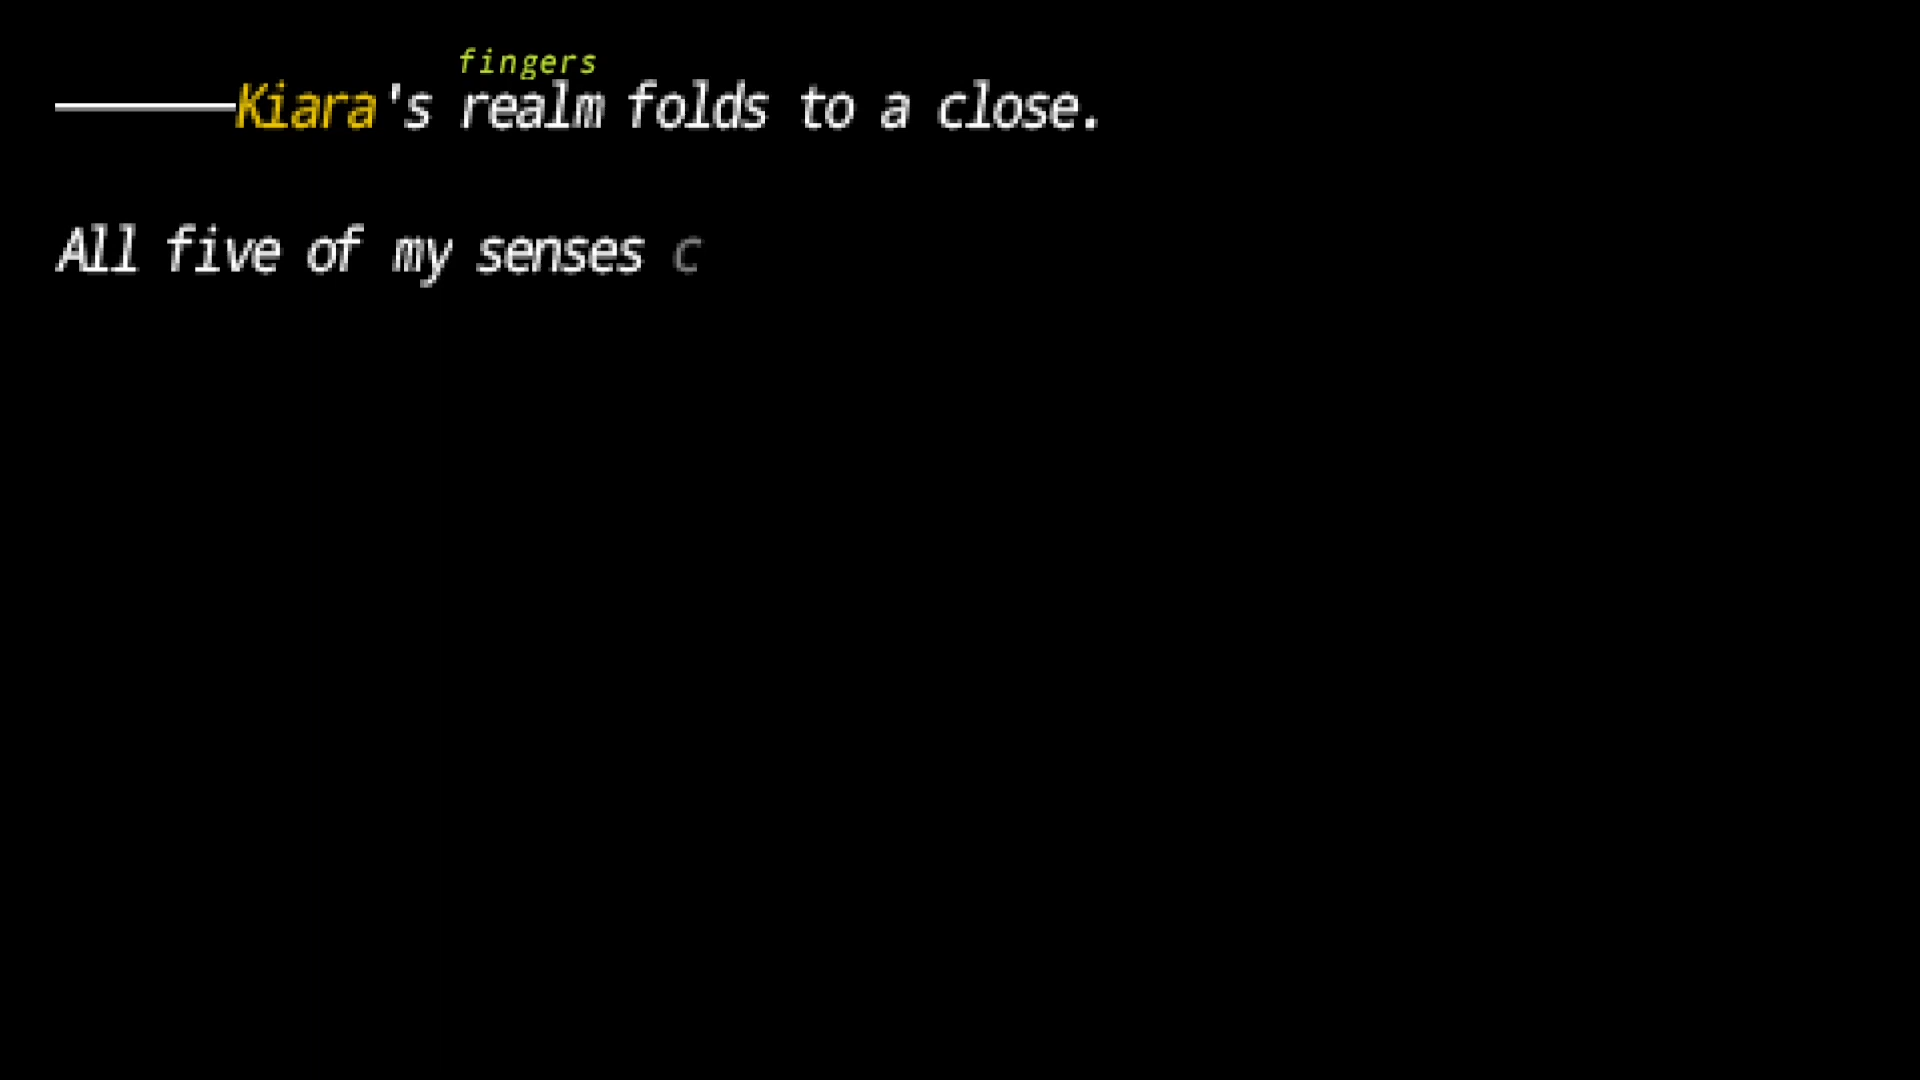 fingers
————Kiara's realm folds to a close.
All five of my senses c